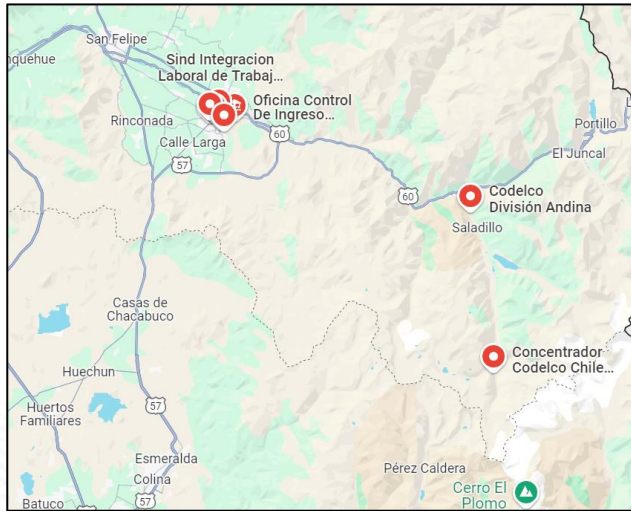 San Felipe
nquehue
Sind Integracion
Laboral de Trabaj...
Oficina Control
De Ingreso...
Rinconada
Calle Larga
60
57
Portillo
L
El Juncal
60
Codelco
División Andina
Saladillo
Casas de
Chacabuco
Concentrador
Codelco Chile...
Huechun
57
Huertos
Familiares
Esmeralda
Colina
Pérez Caldera
57
Batuco
Cerro El
Plomo